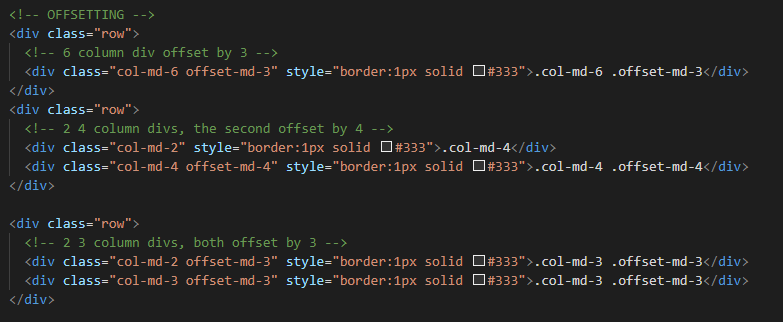 <!-- OFFSETTING -->
<div class="row">
  <!-- 6 column div offset by 3 -->
  <div class="col-md-6 offset-md-3" style="border:1px solid #333">.col-md-6 .offset-md-3</div>
</div>
<div class="row">
  <!-- 2 4 column divs, the second offset by 4 -->
  <div class="col-md-2" style="border:1px solid #333">.col-md-4</div>
  <div class="col-md-4 offset-md-4" style="border:1px solid #333">.col-md-4 .offset-md-4</div>
</div>

<div class="row">
  <!-- 2 3 column divs, both offset by 3 -->
  <div class="col-md-2 offset-md-3" style="border:1px solid #333">.col-md-3 .offset-md-3</div>
  <div class="col-md-3 offset-md-3" style="border:1px solid #333">.col-md-3 .offset-md-3</div>
</div>